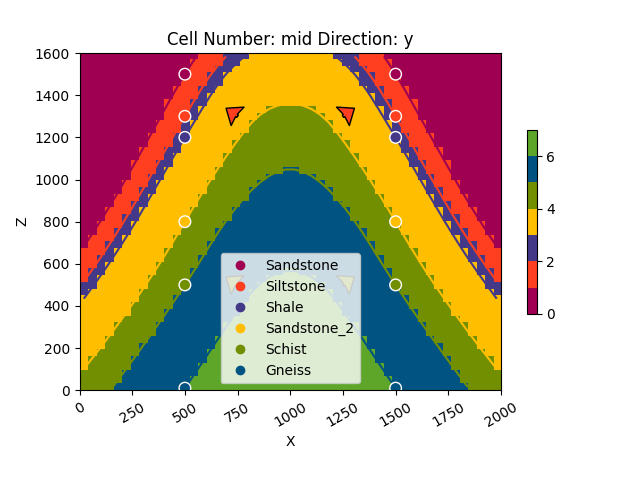 Cell Number: mid Direction: y
1600
1400
1200
1000
800
600
400
200
0
Z
0 250 500 750 1000 1250 1500 1750 2000
X
Sandstone
Siltstone
Shale
Sandstone_2
Schist
Gneiss
6
4
2
0